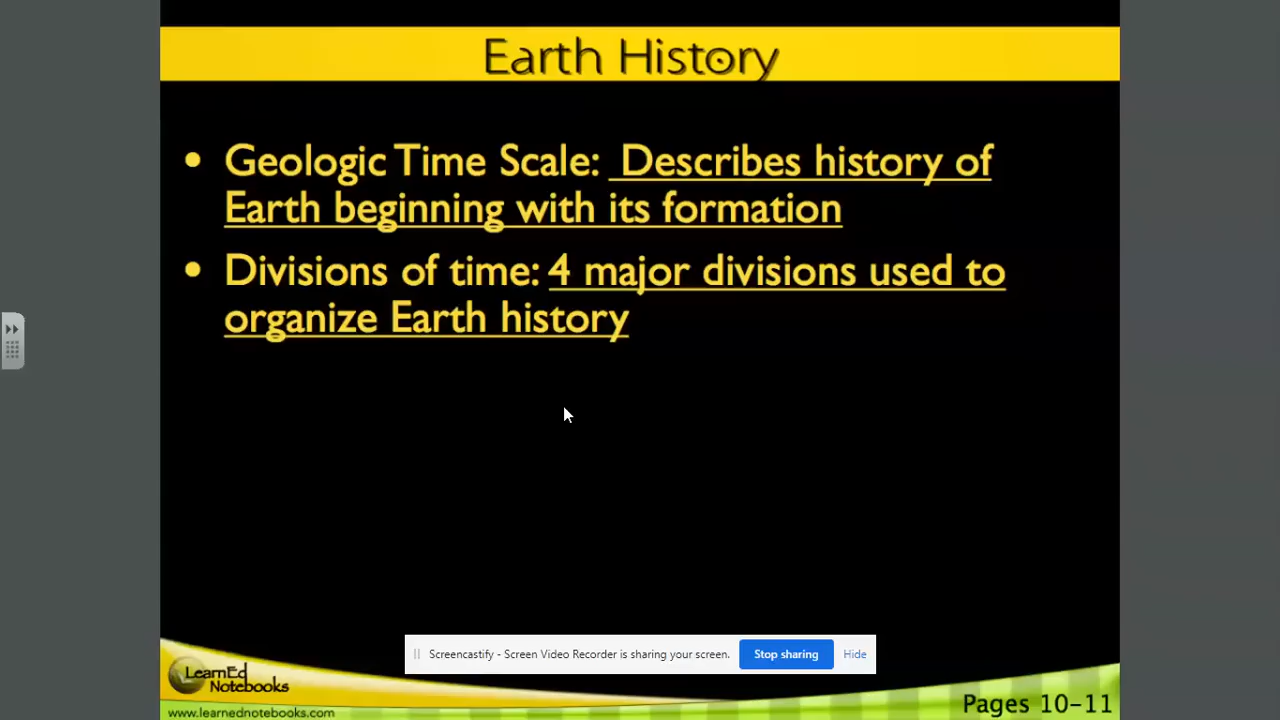 Earth History
• Geologic Time Scale: Describes history of
Earth beginning with its formation
• Divisions of time: 4 major divisions used to
organize Earth history
Screencastify - Screen Video Recorder is sharing your screen. Stop sharing Hide
LearnEd
Notebooks
www.learnednotebooks.com
Pages 10-11